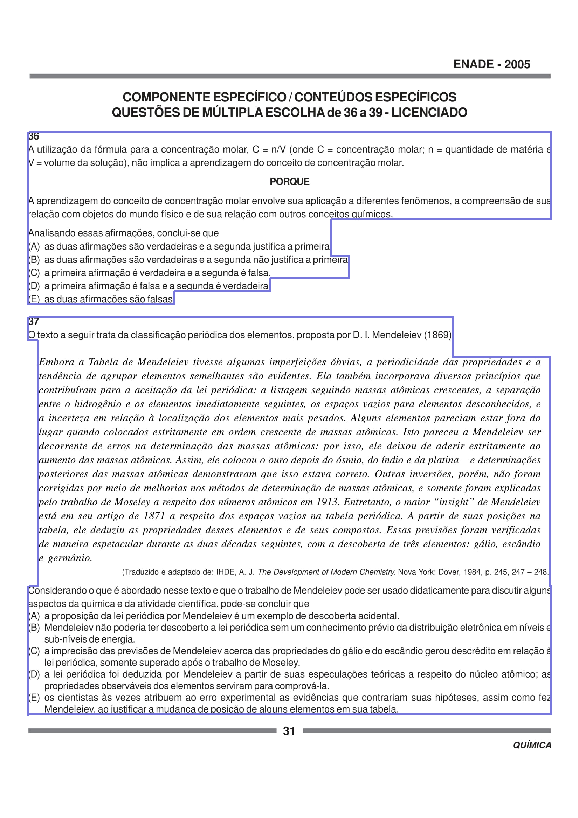 ENADE - 2005
COMPONENTE ESPECÍFICO / CONTEÚDOS ESPECÍFICOS
QUESTÕES DE MÚLTIPLA ESCOLHA de 36 a 39 - LICENCIADO
36
A utilização da fórmula para a concentração molar, C = n/V (onde C = concentração molar; n = quantidade de matéria e
V = volume da solução), não implica a aprendizagem do conceito de concentração molar.
PORQUE
A aprendizagem do conceito de concentração molar envolve sua aplicação a diferentes fenômenos, a compreensão de sua
relação com objetos do mundo físico e de sua relação com outros conceitos químicos.
Analisando essas afirmações, conclui-se que
(A) as duas afirmações são verdadeiras e a segunda justifica a primeira.
(B) as duas afirmações são verdadeiras e a segunda não justifica a primeira.
(C) a primeira afirmação é verdadeira e a segunda é falsa.
(D) a primeira afirmação é falsa e a segunda é verdadeira.
(E) as duas afirmações são falsas.
37
O texto a seguir trata da classificação periódica dos elementos, proposta por D. I. Mendeleiev (1869).
Embora a Tabela de Mendeleiev tivesse algumas imperfeições óbvias, a periodicidade das propriedades e a
tendência de agrupar elementos semelhantes são evidentes. Ela também incorporava diversos princípios que
contribuíram para a aceitação da lei periódica: a listagem seguindo massas atômicas crescentes, a separação
entre o hidrogênio e os elementos imediatamente seguintes, os espaços vazios para elementos desconhecidos, e
a incerteza em relação à localização dos elementos mais pesados. Alguns elementos pareciam estar fora do
lugar quando colocados estritamente em ordem crescente de massas atômicas. Isto pareceu a Mendeleiev ser
decorrente de erros na determinação das massas atômicas; por isso, ele deixou de aderir estritamente ao
aumento das massas atômicas. Assim, ele colocou o ouro depois do ósmio, do írídio e da platina – e determinações
posteriores das massas atômicas demonstraram que isso estava correto. Outras inversões, porém, não foram
corrigidas por meio de melhorias nos métodos de determinação de massas atômicas, e somente foram explicadas
pelo trabalho de Moseley a respeito dos números atômicos em 1913. Entretanto, o maior "insight" de Mendeleiev
está em seu artigo de 1871 a respeito dos espaços vazios na tabela periódica. A partir de suas posições na
tabela, ele deduziu as propriedades desses elementos e de seus compostos. Essas previsões foram verificadas
de maneira espetacular durante as duas décadas seguintes, com a descoberta de três elementos: gálio, escândio
e germânio.
(Traduzido e adaptado de: IHDE, A. J. The Development of Modern Chemistry. Nova York: Dover, 1984, p. 245, 247 – 248.)
Considerando o que é abordado nesse texto e que o trabalho de Mendeleiev pode ser usado didaticamente para discutir alguns
aspectos da química e da atividade científica, pode-se concluir que
(A) a proposição da lei periódica por Mendeleiev é um exemplo de descoberta acidental.
(B) Mendeleiev não poderia ter descoberto a lei periódica sem um conhecimento prévio da distribuição eletrônica em níveis e
sub-níveis de energia.
(C) a imprecisão das previsões de Mendeleiev acerca das propriedades do gálio e do escândio gerou descrédito em relação à
lei periódica, somente superado após o trabalho de Moseley.
(D) a lei periódica foi deduzida por Mendeleiev a partir de suas especulações teóricas a respeito do núcleo atômico; as
propriedades observáveis dos elementos serviram para comprová-la.
(E) os cientistas às vezes atribuem ao erro experimental as evidências que contrariam suas hipóteses, assim como fez
Mendeleiev, ao justificar a mudança de posição de alguns elementos em sua tabela.
31
QUÍMICA